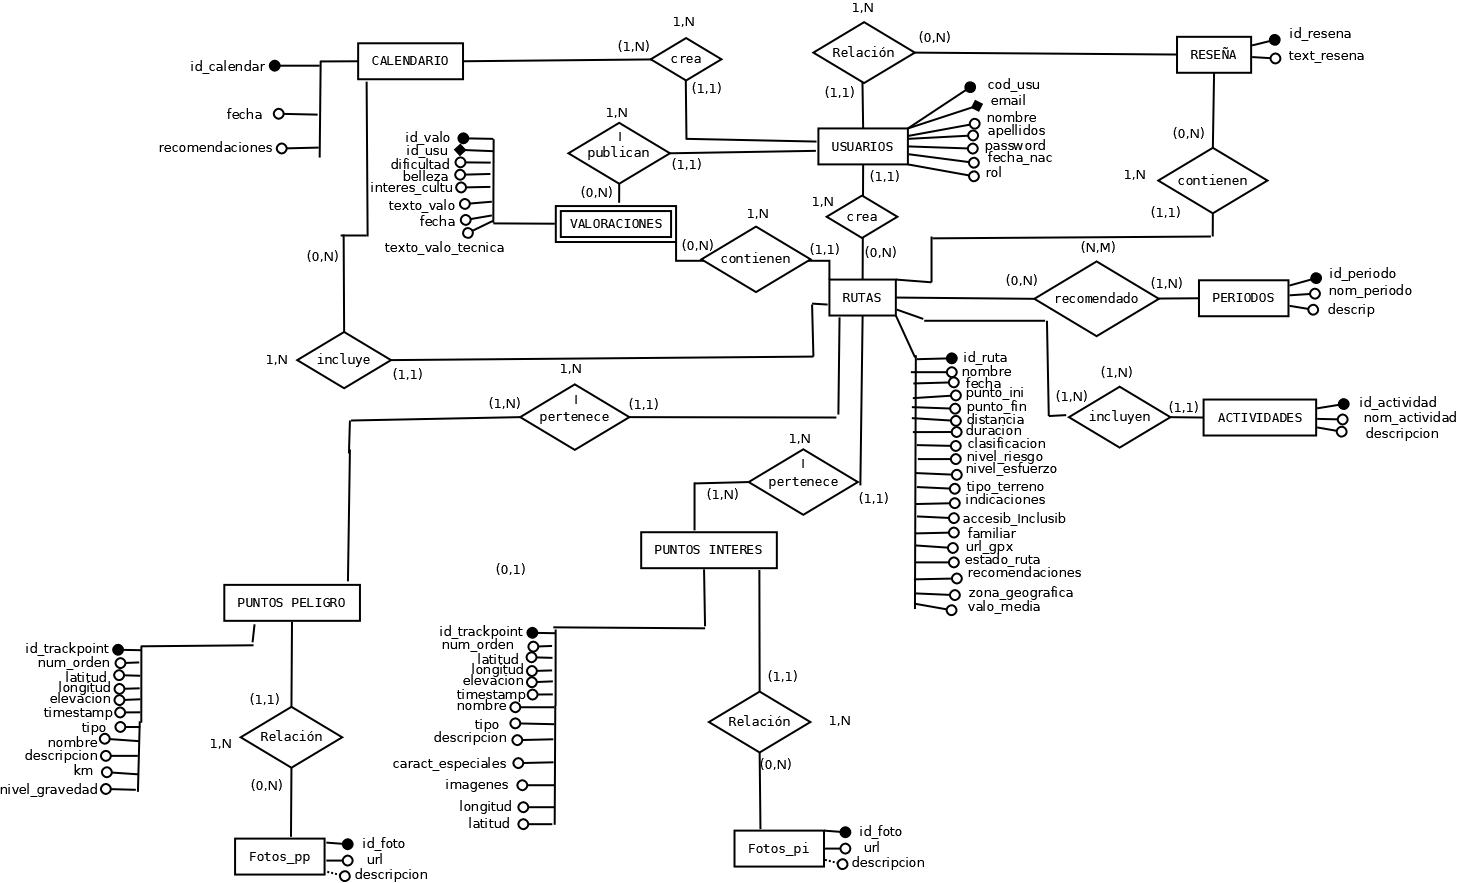 1,N
1,N
(0,N)
id_resena
(1,N)
CALENDARIO
crea
Relación
RESEÑA
text_resena
id_calendar
(1,1)
(1,1)
cod_usu
email
fecha
1,N
nombre
apellidos
(0,N)
recomendaciones
id_valo
id_usu
dificultad
belleza
interes_cultu
texto_valo
fecha
texto_valo_tecnica
I
publican
(1,1)
USUARIOS
password
fecha_nac
rol
(1,1)
1,N
contienen
(0,N)
VALORACIONES
1,N
crea
(1,1)
1,N
(0,N)
contienen
(1,1)
(0,N)
(N,M)
(0,N)
RUTAS
(0,N)
recomendado
(1,N)
PERIODOS
id_periodo
nom_periodo
descrip
1,N
incluye
(1,1)
id_ruta
nombre
fecha
punto_ini
punto_fin
distancia
duracion
clasificacion
nivel_riesgo
nivel_esfuerzo
tipo_terreno
indicaciones
accesib_Inclusib
familiar
url_gpx
estado_ruta
recomendaciones
zona_geografica
valo_media
(1,N)
(1,N)
incluyen
(1,1)
ACTIVIDADES
id_actividad
nom_actividad
descripcion
1,N
(1,N)
I
pertenece
(1,1)
1,N
I
pertenece
(1,N)
(1,1)
PUNTOS INTERES
(0,1)
PUNTOS PELIGRO
id_trackpoint
num_orden
latitud
longitud
elevacion
timestamp
tipo
nombre
descripcion
km
nivel_gravedad
(1,1)
1,N
Relación
(0,N)
id_trackpoint
num_orden
latitud
longitud
elevacion
timestamp
nombre
tipo
descripcion
caract_especiales
imagenes
longitud
latitud
(1,1)
Relación
1,N
(0,N)
Fotos_pp
id_foto
url
descripcion
Fotos_pi
id_foto
url
descripcion